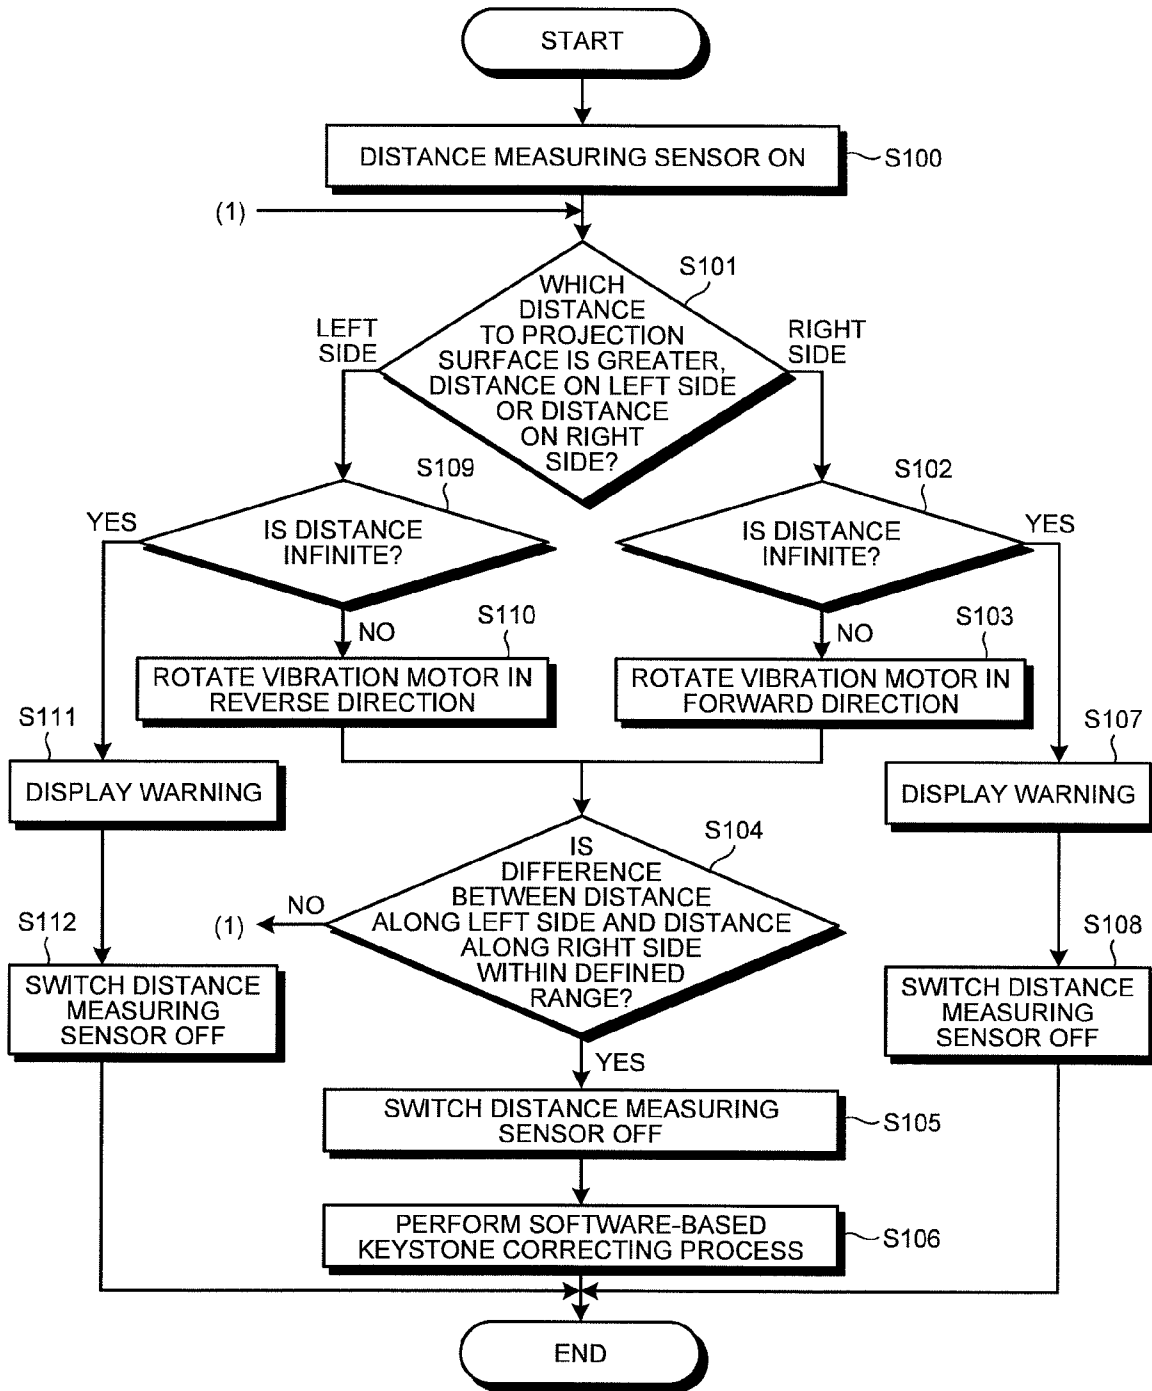 START
DISTANCE MEASURING SENSOR ON
S100
(1)
S101
WHICH
DISTANCE
TO PROJECTION
SURFACE IS GREATER,
DISTANCE ON LEFT SIDE
OR DISTANCE
ON RIGHT
SIDE?
LEFT
SIDE
RIGHT
SIDE
S109
S102
YES
IS DISTANCE
INFINITE?
IS DISTANCE
INFINITE?
YES
NO
S110
NO
S103
ROTATE VIBRATION MOTOR IN
REVERSE DIRECTION
ROTATE VIBRATION MOTOR IN
FORWARD DIRECTION
S111
S107
DISPLAY WARNING
DISPLAY WARNING
S104
IS
DIFFERENCE
BETWEEN DISTANCE
ALONG LEFT SIDE AND DISTANCE
ALONG RIGHT SIDE
WITHIN DEFINED
RANGE?
NO
(1)
S112
S108
SWITCH DISTANCE
MEASURING
SENSOR OFF
SWITCH DISTANCE
MEASURING
SENSOR OFF
YES
SWITCH DISTANCE MEASURING
SENSOR OFF
S105
PERFORM SOFTWARE-BASED
KEYSTONE CORRECTING PROCESS
S106
END